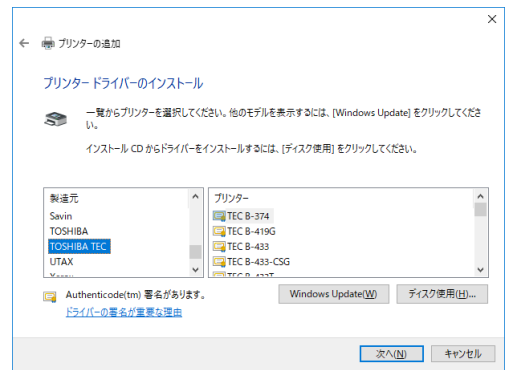 プリンターの追加
プリンター ドライバーのインストール
一覧からプリンターを選択してください。他のモデルを表示するには、[Windows Update] をクリックしてくださ
い。
インストール CD からドライバーをインストールするには、[ディスク使用] をクリックしてください。
製造元
Savin
TOSHIBA
TOSHIBA TEC
UTAX
プリンター
TEC B-374
TEC B-419G
TEC B-433
TEC B-433-CSG
Authenticode(tm) 署名があります。
ドライバーの署名が重要な理由
Windows Update(W)
ディスク使用(H)...
次へ(N)
キャンセル